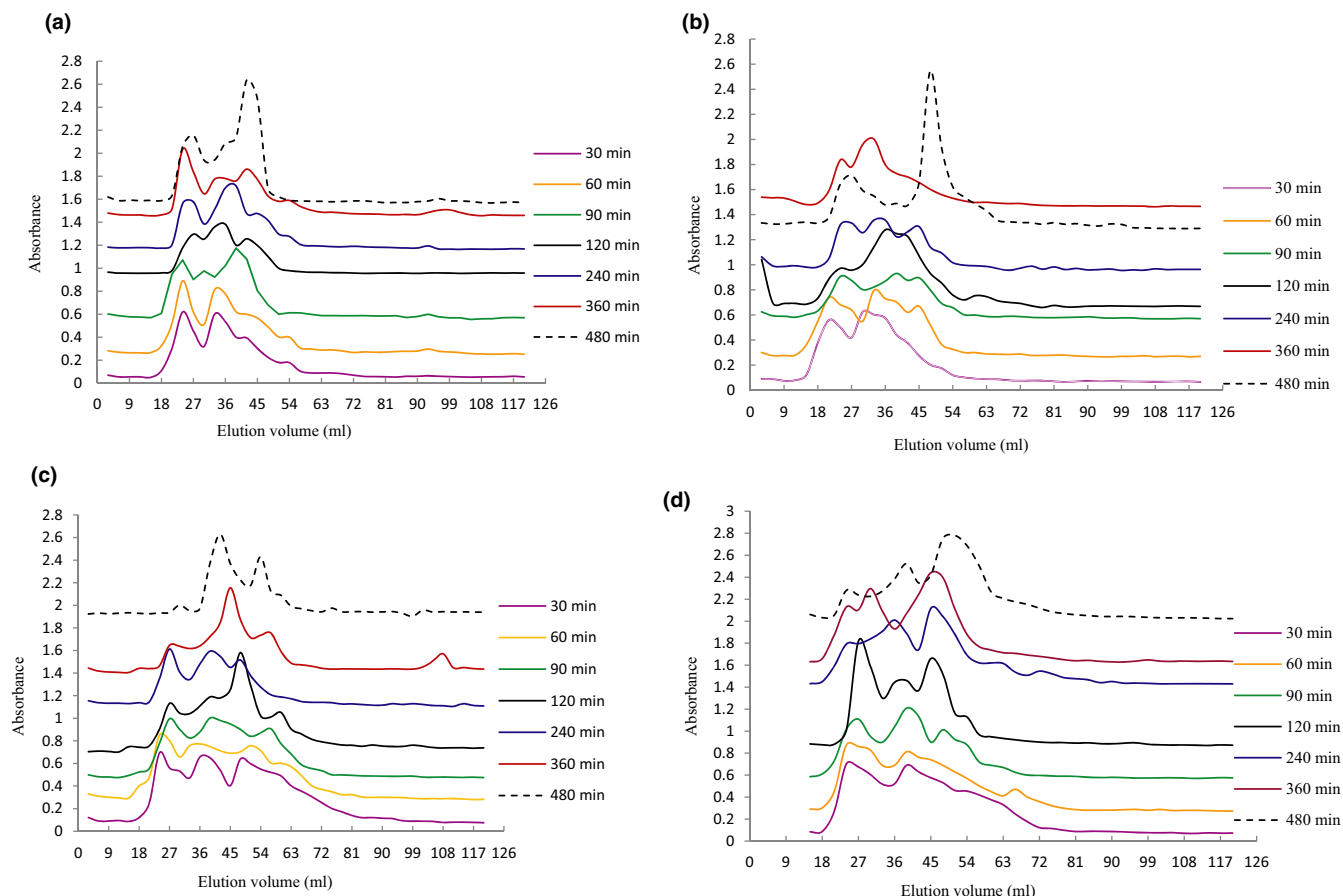 (a)
2.8
2.6
2.4
2.2
2
1.8
1.6
1.4
1.2
1
0.8
0.6
0.4
0.2
0
Absorbance
0 9 18 27 36 45 54 63 72 81 90 99 108 117 126
Elution volume (ml)
30 min
60 min
90 min
120 min
240 min
360 min
480 min
(b)
2.8
2.6
2.4
2.2
2
1.8
1.6
1.4
1.2
1
0.8
0.6
0.4
0.2
0
Absorbance
0 9 18 27 36 45 54 63 72 81 90 99 108 117 126
Elution volume (ml)
30 min
60 min
90 min
120 min
240 min
360 min
480 min
(c)
2.8
2.6
2.4
2.2
2
1.8
1.6
1.4
1.2
1
0.8
0.6
0.4
0.2
0
Absorbance
0 9 18 27 36 45 54 63 72 81 90 99 108 117 126
Elution volume (ml)
30 min
60 min
90 min
120 min
240 min
360 min
480 min
(d)
3
2.8
2.6
2.4
2.2
2
1.8
1.6
1.4
1.2
1
0.8
0.6
0.4
0.2
0
Absorbance
0 9 18 27 36 45 54 63 72 81 90 99 108 117 126
Elution volume (ml)
30 min
60 min
90 min
120 min
240 min
360 min
480 min